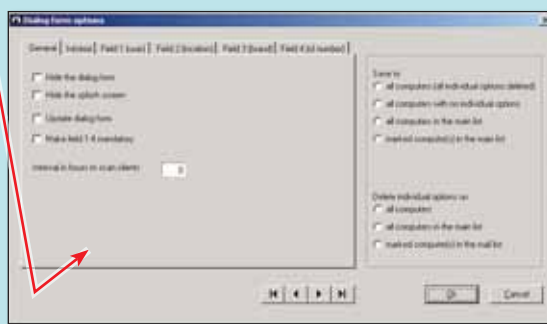 Dialog form options
General Field 1 (user) Field 2 (location) Field 3 (brand) Field 4 (id number)
Hide the dialog form
Hide the splash screen
Update dialog form
Make field 1-4 mandatory
Interval in hours to scan clients
Save to
all computers (all individual options deleted)
all computers with no individual options
all computers in the main list
marked computer(s) in the main list
Delete individual options on
all computers
all computers in the main list
marked computer(s) in the mail list
Ok Cancel